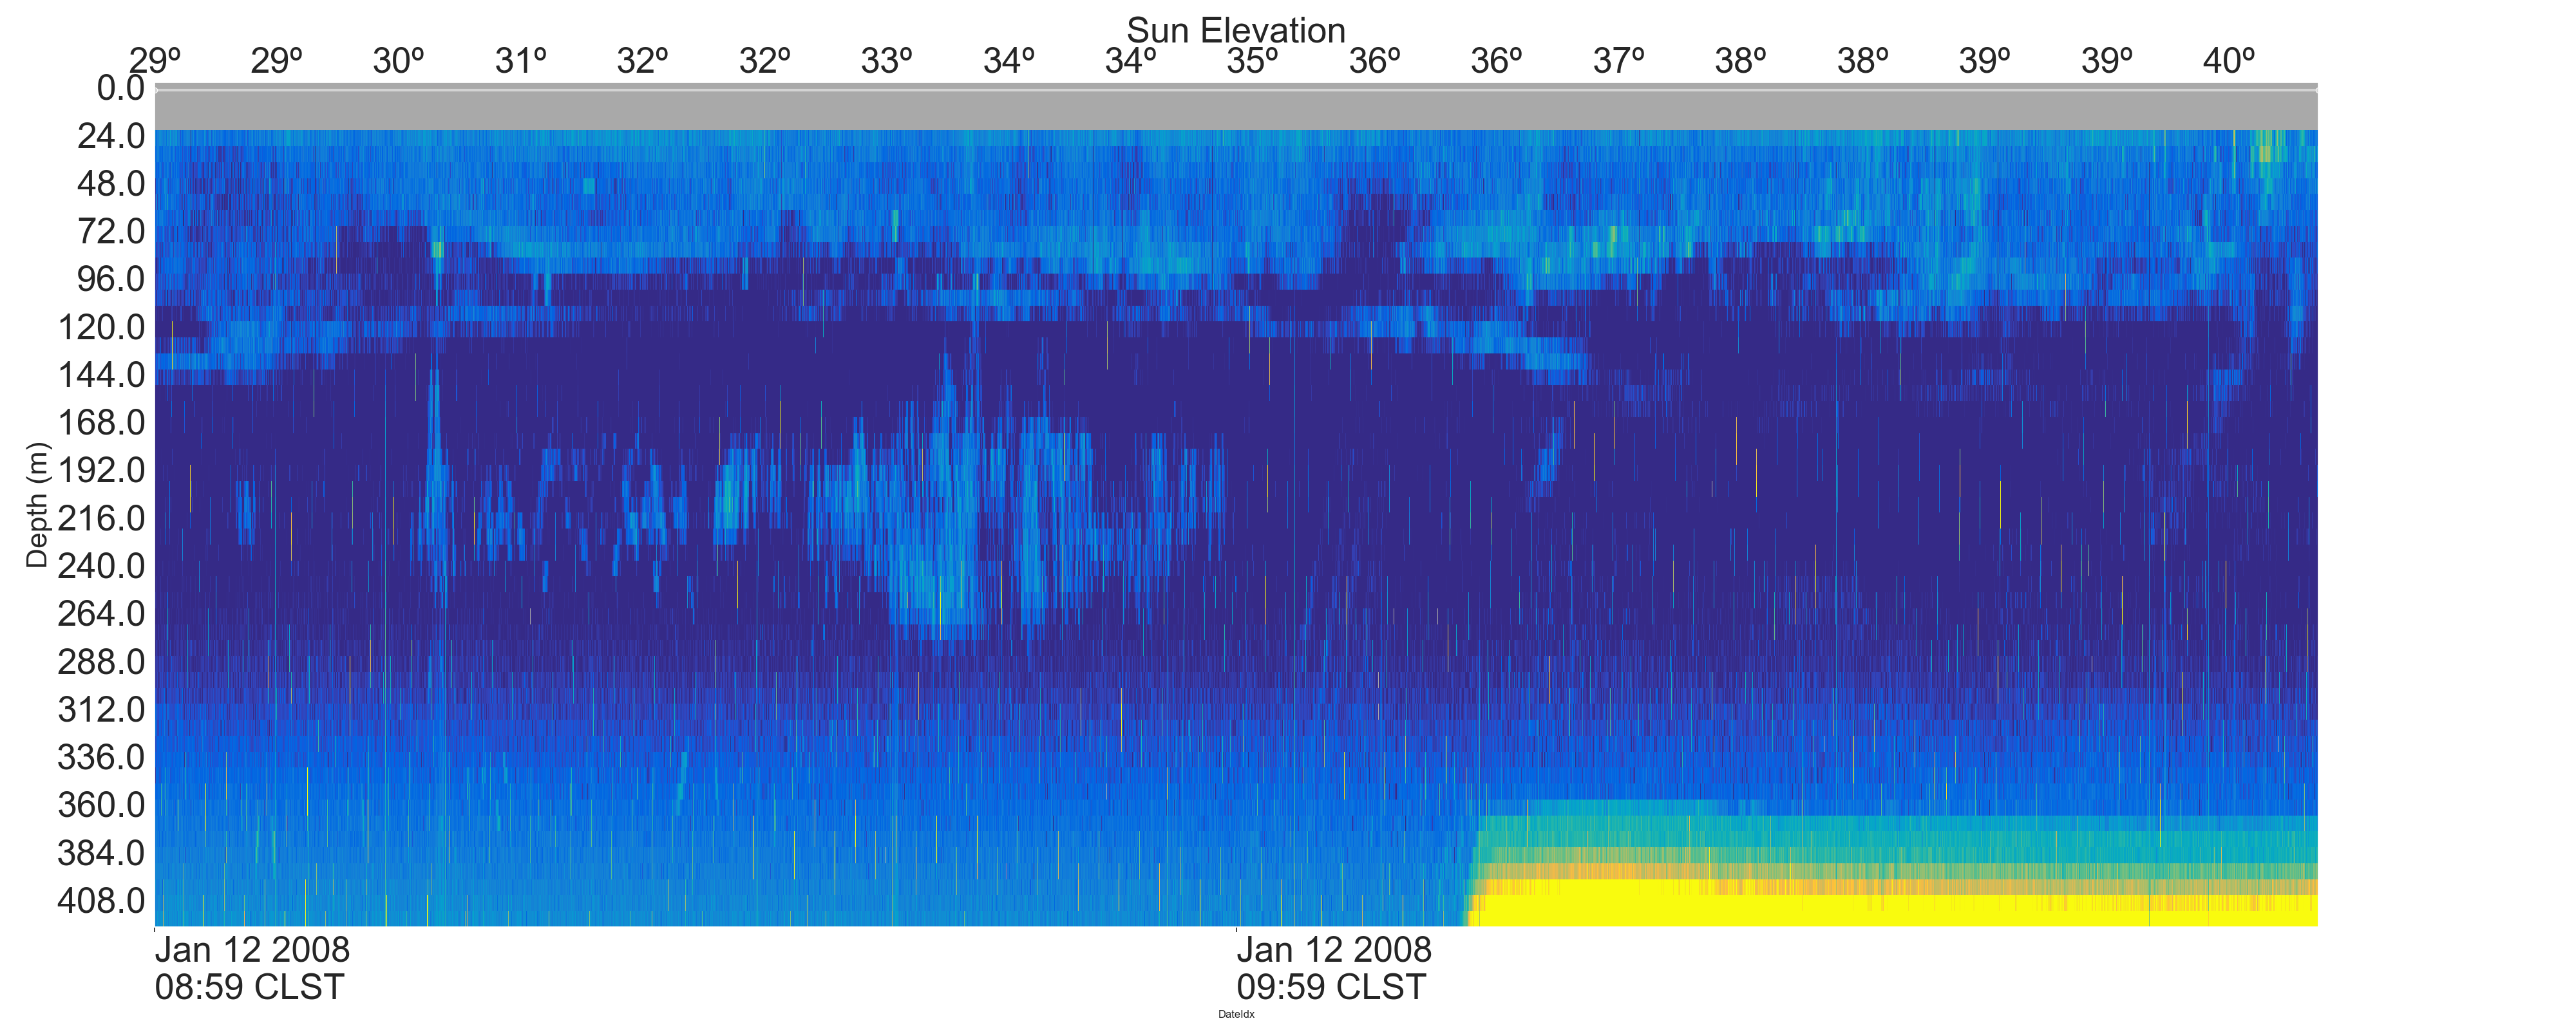 Sun Elevation
29º 29º 30º 31º 32º 32º 33º 34º 34º 35º 36º 36º 37º 38º 38º 39º 39º 40º
0.0
24.0
48.0
72.0
96.0
120.0
144.0
168.0
192.0
216.0
240.0
264.0
288.0
312.0
336.0
360.0
384.0
408.0
Depth (m)
Jan 12 2008
08:59 CLST
Jan 12 2008
09:59 CLST
DateIdx